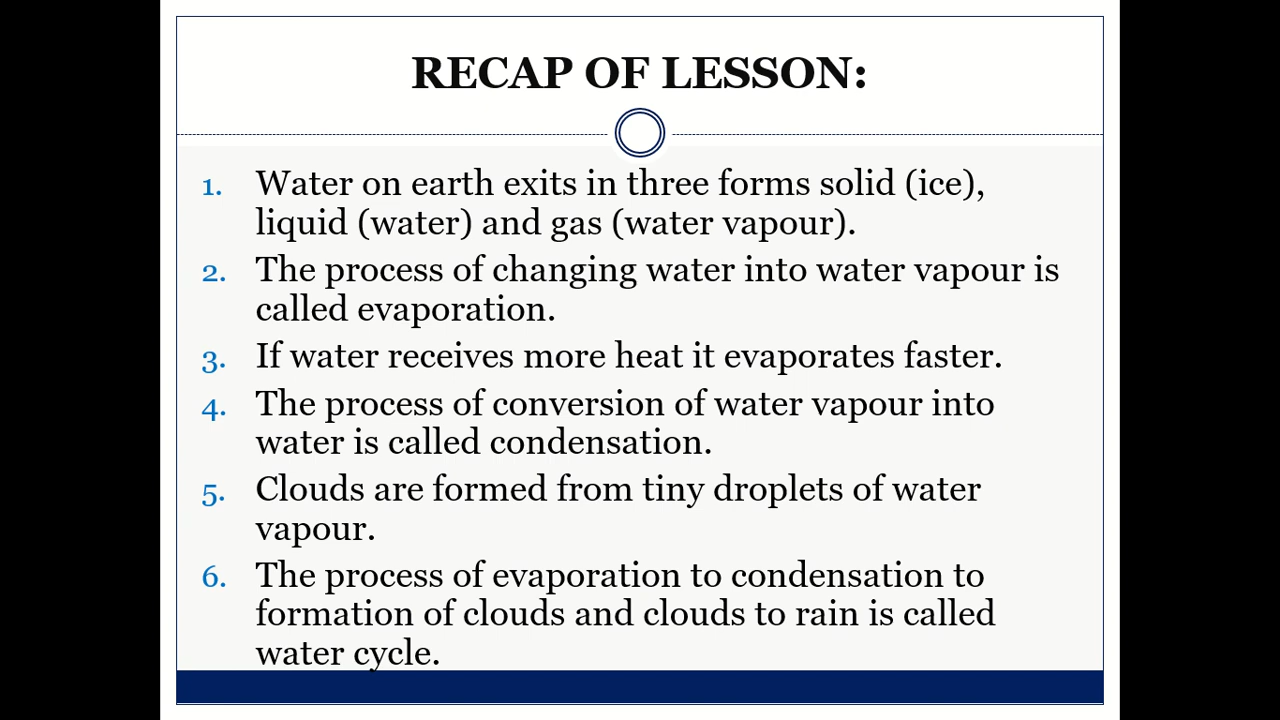 RECAP OF LESSON:
1. Water on earth exits in three forms solid (ice),
liquid (water) and gas (water vapour).
2. The process of changing water into water vapour is
called evaporation.
3. If water receives more heat it evaporates faster.
4. The process of conversion of water vapour into
water is called condensation.
5. Clouds are formed from tiny droplets of water
vapour.
6. The process of evaporation to condensation to
formation of clouds and clouds to rain is called
water cycle.